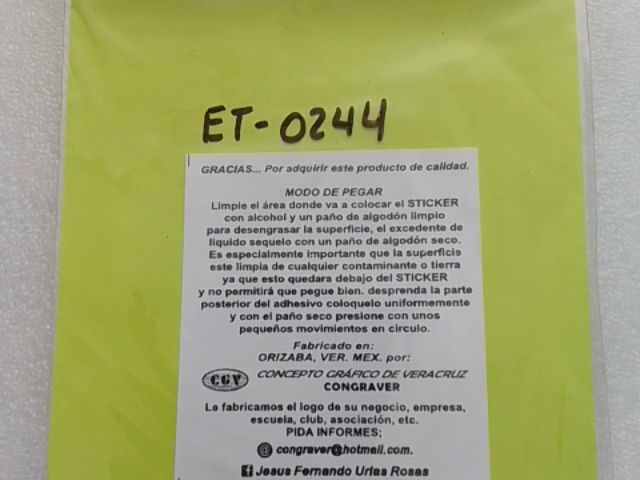 ET-0244
GRACIAS... Por adquirir este producto de calidad.
MODO DE PEGAR
Limpie el área donde va a colocar el STICKER
con alcohol y un paño de algodón limpio
para desengrasar la superficie, el excedente de
liquido sequelo con un paño de algodón seco.
Es especialmente importante que la superficie
este limpia de cualquier contaminante o tierra
ya que esto quedara debajo del STICKER
y no permitirá que pegue bien. desprenda la parte
posterior del adhesivo coloquelo uniformemente
y con el paño seco presione con unos
pequeños movimientos en circulo.
Fabricado en:
ORIZABA, VER. MEX. por:
CGV CONCEPTO GRÁFICO DE VERACRUZ
CONGRAVER
Le fabricamos el logo de su negocio, empresa,
escuela, club, asociación, etc.
PIDA INFORMES;
@ congraver@hotmail.com.
f Jesus Fernando Urias Rosas